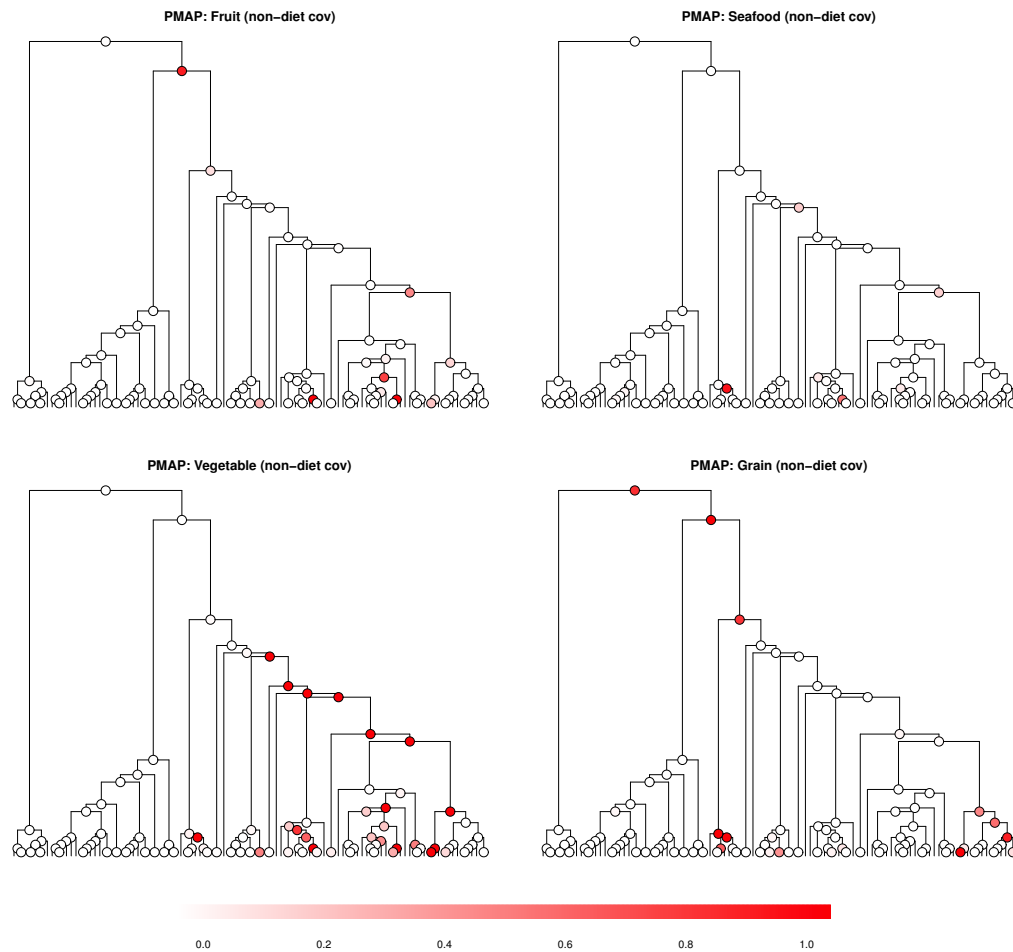 PMAP: Fruit (non−diet cov)
PMAP: Seafood (non−diet cov)
PMAP: Vegetable (non−diet cov)
PMAP: Grain (non−diet cov)
0.0 0.2 0.4 0.6 0.8 1.0